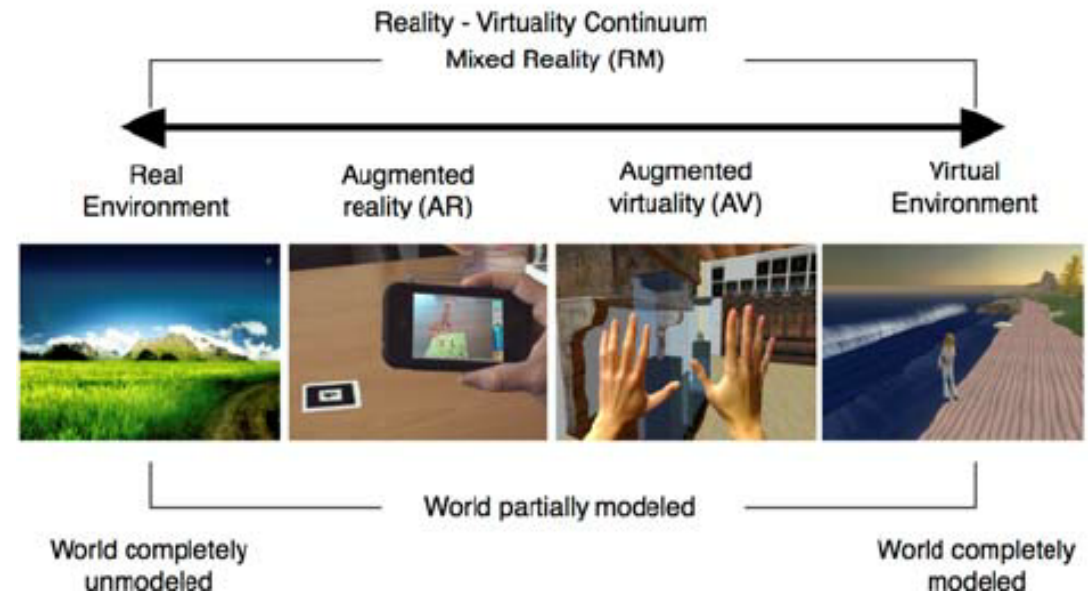 Reality - Virtuality Continuum
Mixed Reality (RM)
Real
Environment
Augmented
reality (AR)
Augmented
virtuality (AV)
Virtual
Environment
World partially modeled
World completely
unmodeled
World completely
modeled